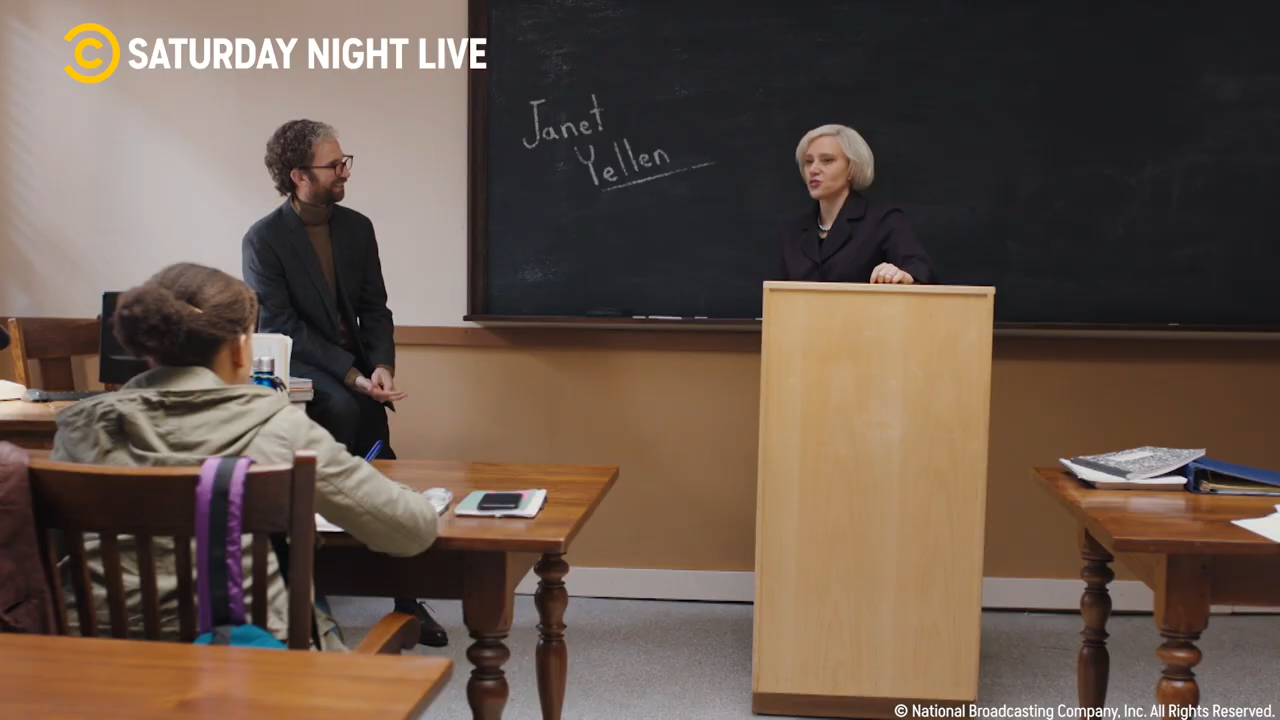 SATURDAY NIGHT LIVE
Janet
Yellen
© National Broadcasting Company, Inc. All Rights Reserved.